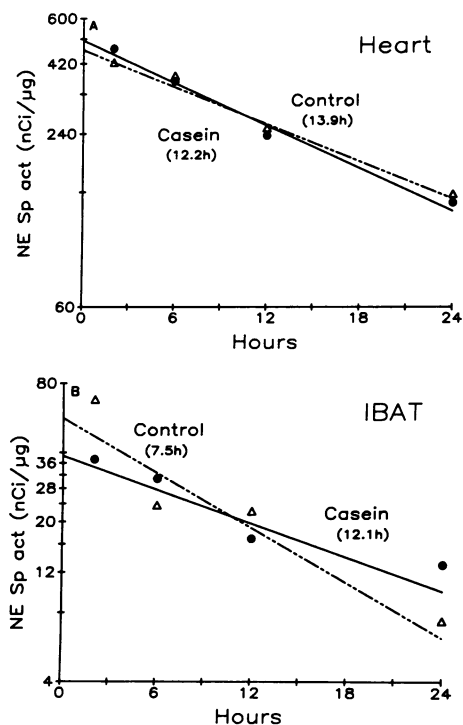 A
Heart
NE Sp act (nCi/μg)
600
420
240
60
Control
(13.9h)
Casein
(12.2h)
0
6
12
18
24
Hours
B
IBAT
NE Sp act (nCi/μg)
80
36
28
20
12
4
Control
(7.5h)
Casein
(12.1h)
0
6
12
18
24
Hours